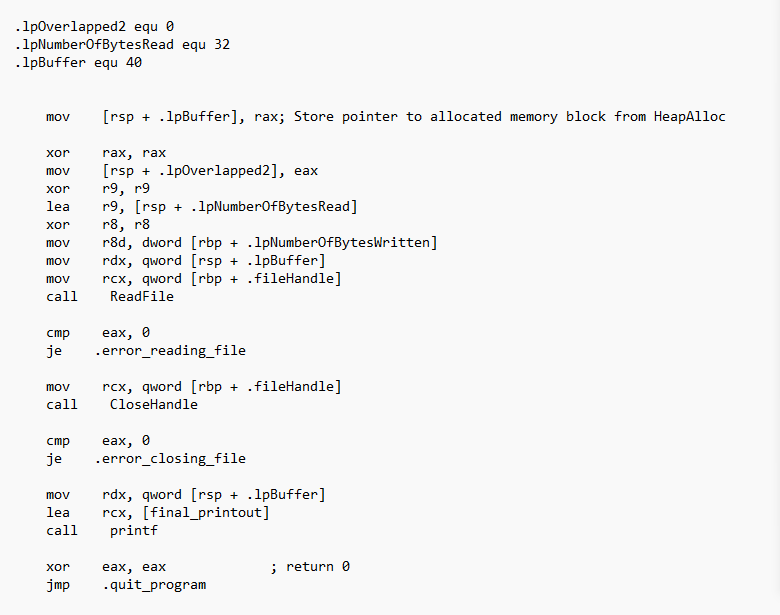 .lpOverlapped2 equ 0
.lpNumberOfBytesRead equ 32
.lpBuffer equ 40
mov [rsp + .lpBuffer], rax; Store pointer to allocated memory block from HeapAlloc
xor rax, rax
mov [rsp + .lpOverlapped2], eax
xor r9, r9
lea r9, [rsp + .lpNumberOfBytesRead]
xor r8, r8
mov r8d, dword [rbp + .lpNumberOfBytesWritten]
mov rdx, qword [rsp + .lpBuffer]
mov rcx, qword [rbp + .fileHandle]
call ReadFile
cmp eax, 0
je .error_reading_file
mov rcx, qword [rbp + .fileHandle]
call CloseHandle
cmp eax, 0
je .error_closing_file
mov rdx, qword [rsp + .lpBuffer]
lea rcx, [final_printout]
call printf
xor eax, eax ; return 0
jmp .quit_program